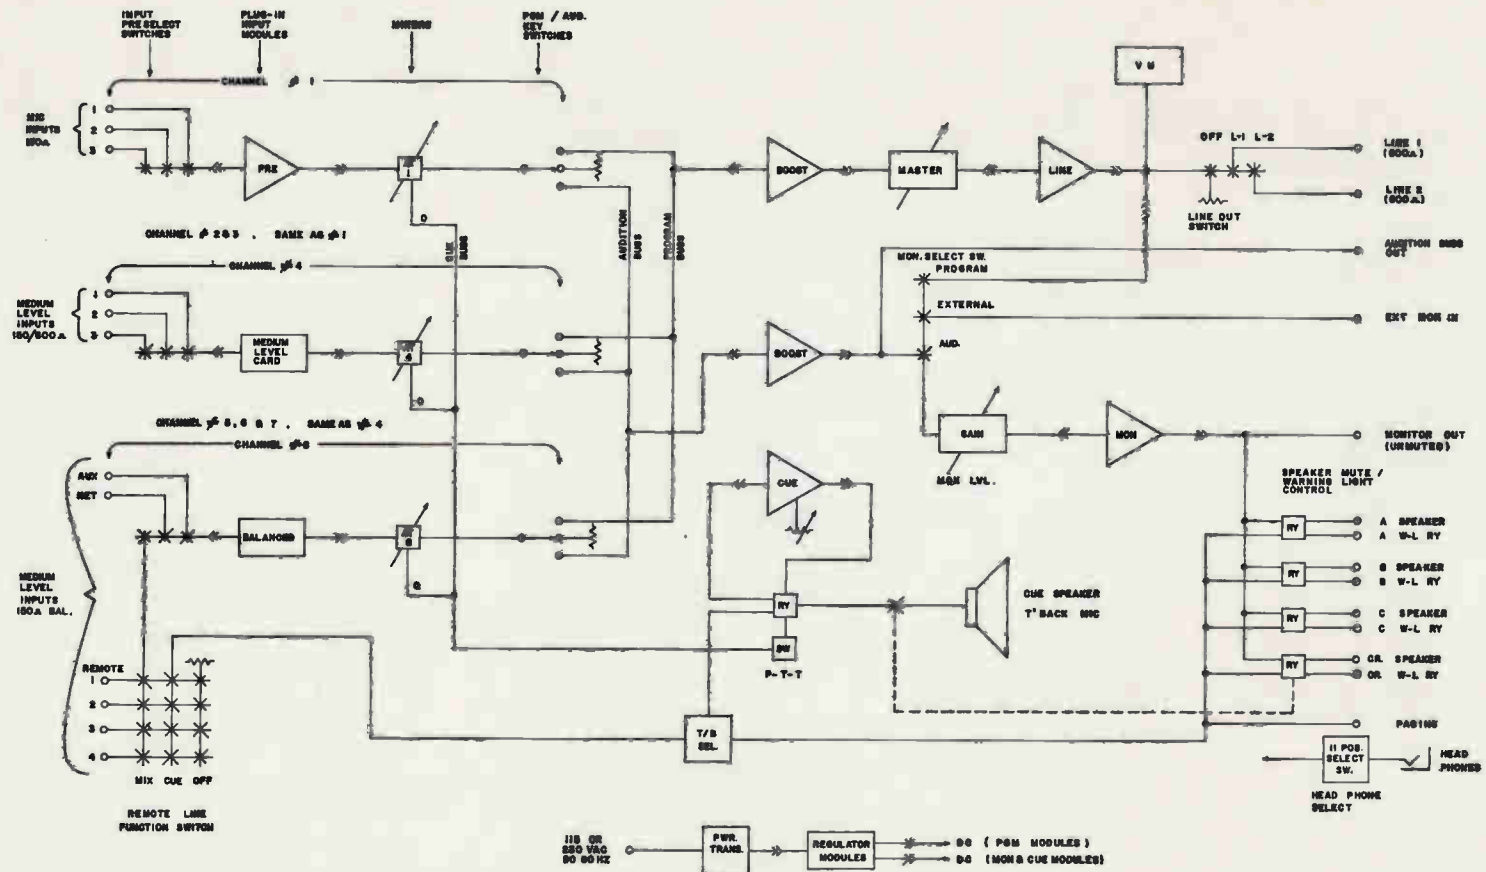 INPUT
PRESELECT
SWITCHES
PLUG-IN
INPUT
MODULES
MIXERS
PGM / AUD.
KEY
SWITCHES
CHANNEL # 1
MIC
INPUTS
150Ω
1
2
3
PRE
1
BOOST
MASTER
LINE
V M
OFF L-1 L-2
LINE 1
(600Ω)
LINE 2
(600Ω)
LINE OUT
SWITCH
CHANNEL # 2 & 3 . SAME AS # 1
CUE
BUSS
AUDITION
BUSS
PROGRAM
BUSS
AUDITION BUSS
OUT
CHANNEL # 4
MEDIUM
LEVEL
INPUTS
150/600Ω
1
2
3
MEDIUM
LEVEL
CARD
4
BOOST
MON. SELECT SW.
PROGRAM
EXTERNAL
AUD.
EXT MON IN
CHANNEL # 5, 6 & 7 . SAME AS # 4
CHANNEL # 8
AUX
NET
BALANCED
8
CUE
GAIN
MON LVL.
MON
MONITOR OUT
(UNMUTED)
SPEAKER MUTE /
WARNING LIGHT
CONTROL
RY
A SPEAKER
A W-L RY
RY
B SPEAKER
B W-L RY
RY
C SPEAKER
C W-L RY
RY
CR. SPEAKER
CR. W-L RY
MEDIUM
LEVEL
INPUTS
150Ω BAL.
RY
SW
P-T-T
CUE SPEAKER
T'BACK MIC
REMOTE
1
2
3
4
MIX CUE OFF
REMOTE LINE
FUNCTION SWITCH
T/B
SEL.
PAGING
11 POS.
SELECT
SW.
HEAD
PHONES
HEAD PHONE
SELECT
115 OR
230 VAC
50 60 HZ
PWR.
TRANS.
REGULATOR
MODULES
DC ( PGM MODULES )
DC (MON & CUE MODULES)